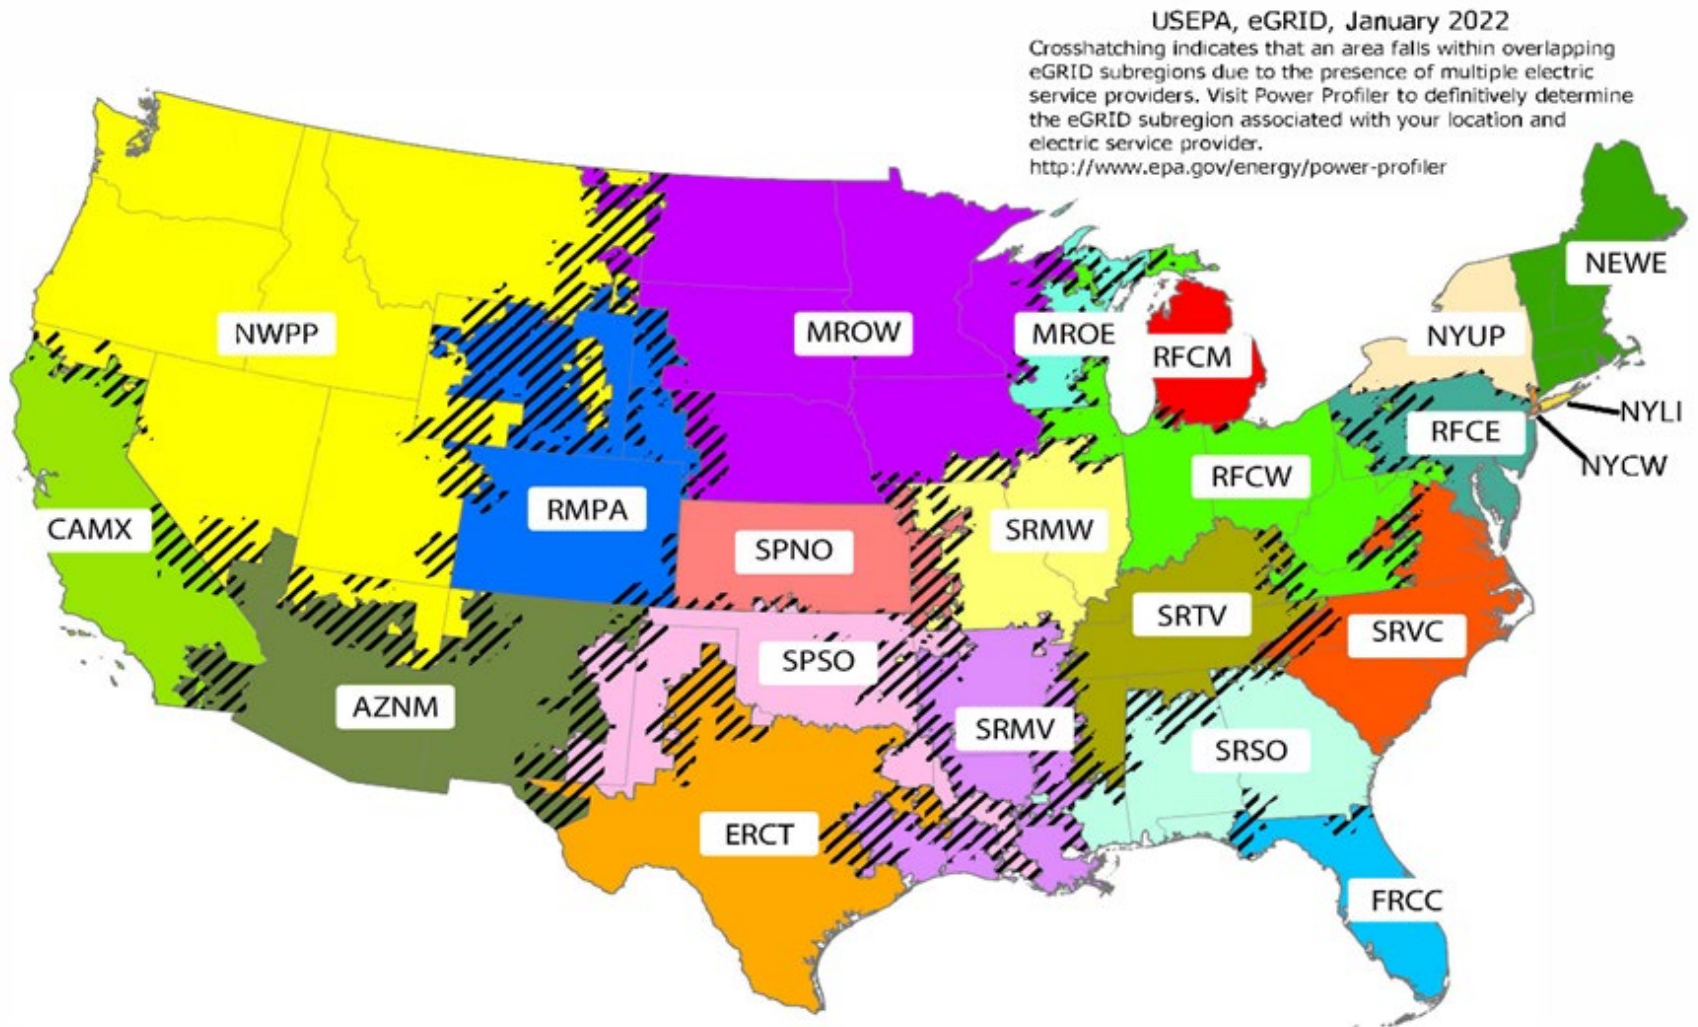 USEPA, eGRID, January 2022
Crosshatching indicates that an area falls within overlapping
eGRID subregions due to the presence of multiple electric
service providers. Visit Power Profiler to definitively determine
the eGRID subregion associated with your location and
electric service provider.
http://www.epa.gov/energy/power-profiler
NEWE
NWPP
MROW
MROE
NYUP
RFCM
NYLI
RFCE
NYCW
RFCW
RMPA
CAMX
SRMW
SPNO
SRTV
SRVC
SPSO
AZNM
SRMV
SRSO
ERCT
FRCC